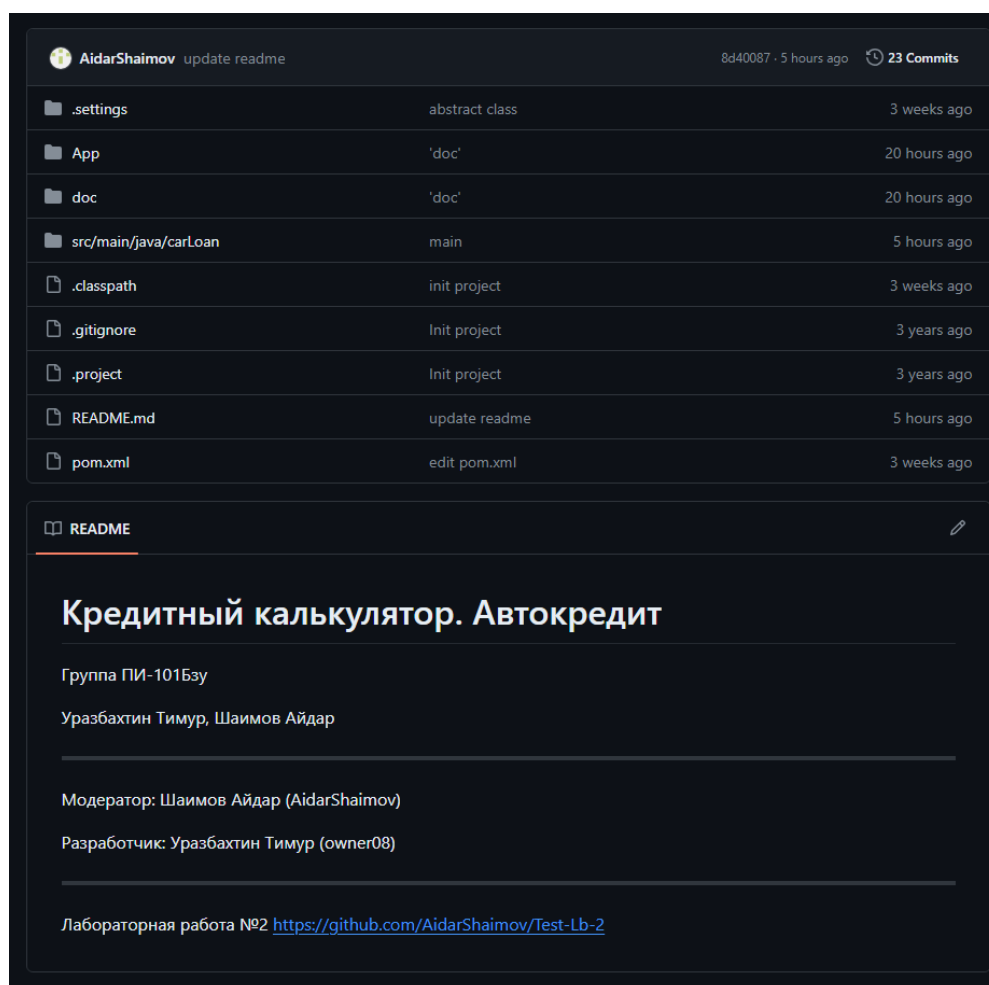 AidarShaimov update readme 8d40087 · 5 hours ago 23 Commits
.settings abstract class 3 weeks ago
App 'doc' 20 hours ago
doc 'doc' 20 hours ago
src/main/java/carLoan main 5 hours ago
.classpath init project 3 weeks ago
.gitignore Init project 3 years ago
.project Init project 3 years ago
README.md update readme 5 hours ago
pom.xml edit pom.xml 3 weeks ago
README
Кредитный калькулятор. Автокредит
Группа ПИ-101Бзу
Уразбахтин Тимур, Шаимов Айдар
Модератор: Шаимов Айдар (AidarShaimov)
Разработчик: Уразбахтин Тимур (owner08)
Лабораторная работа №2 https://github.com/AidarShaimov/Test-Lb-2